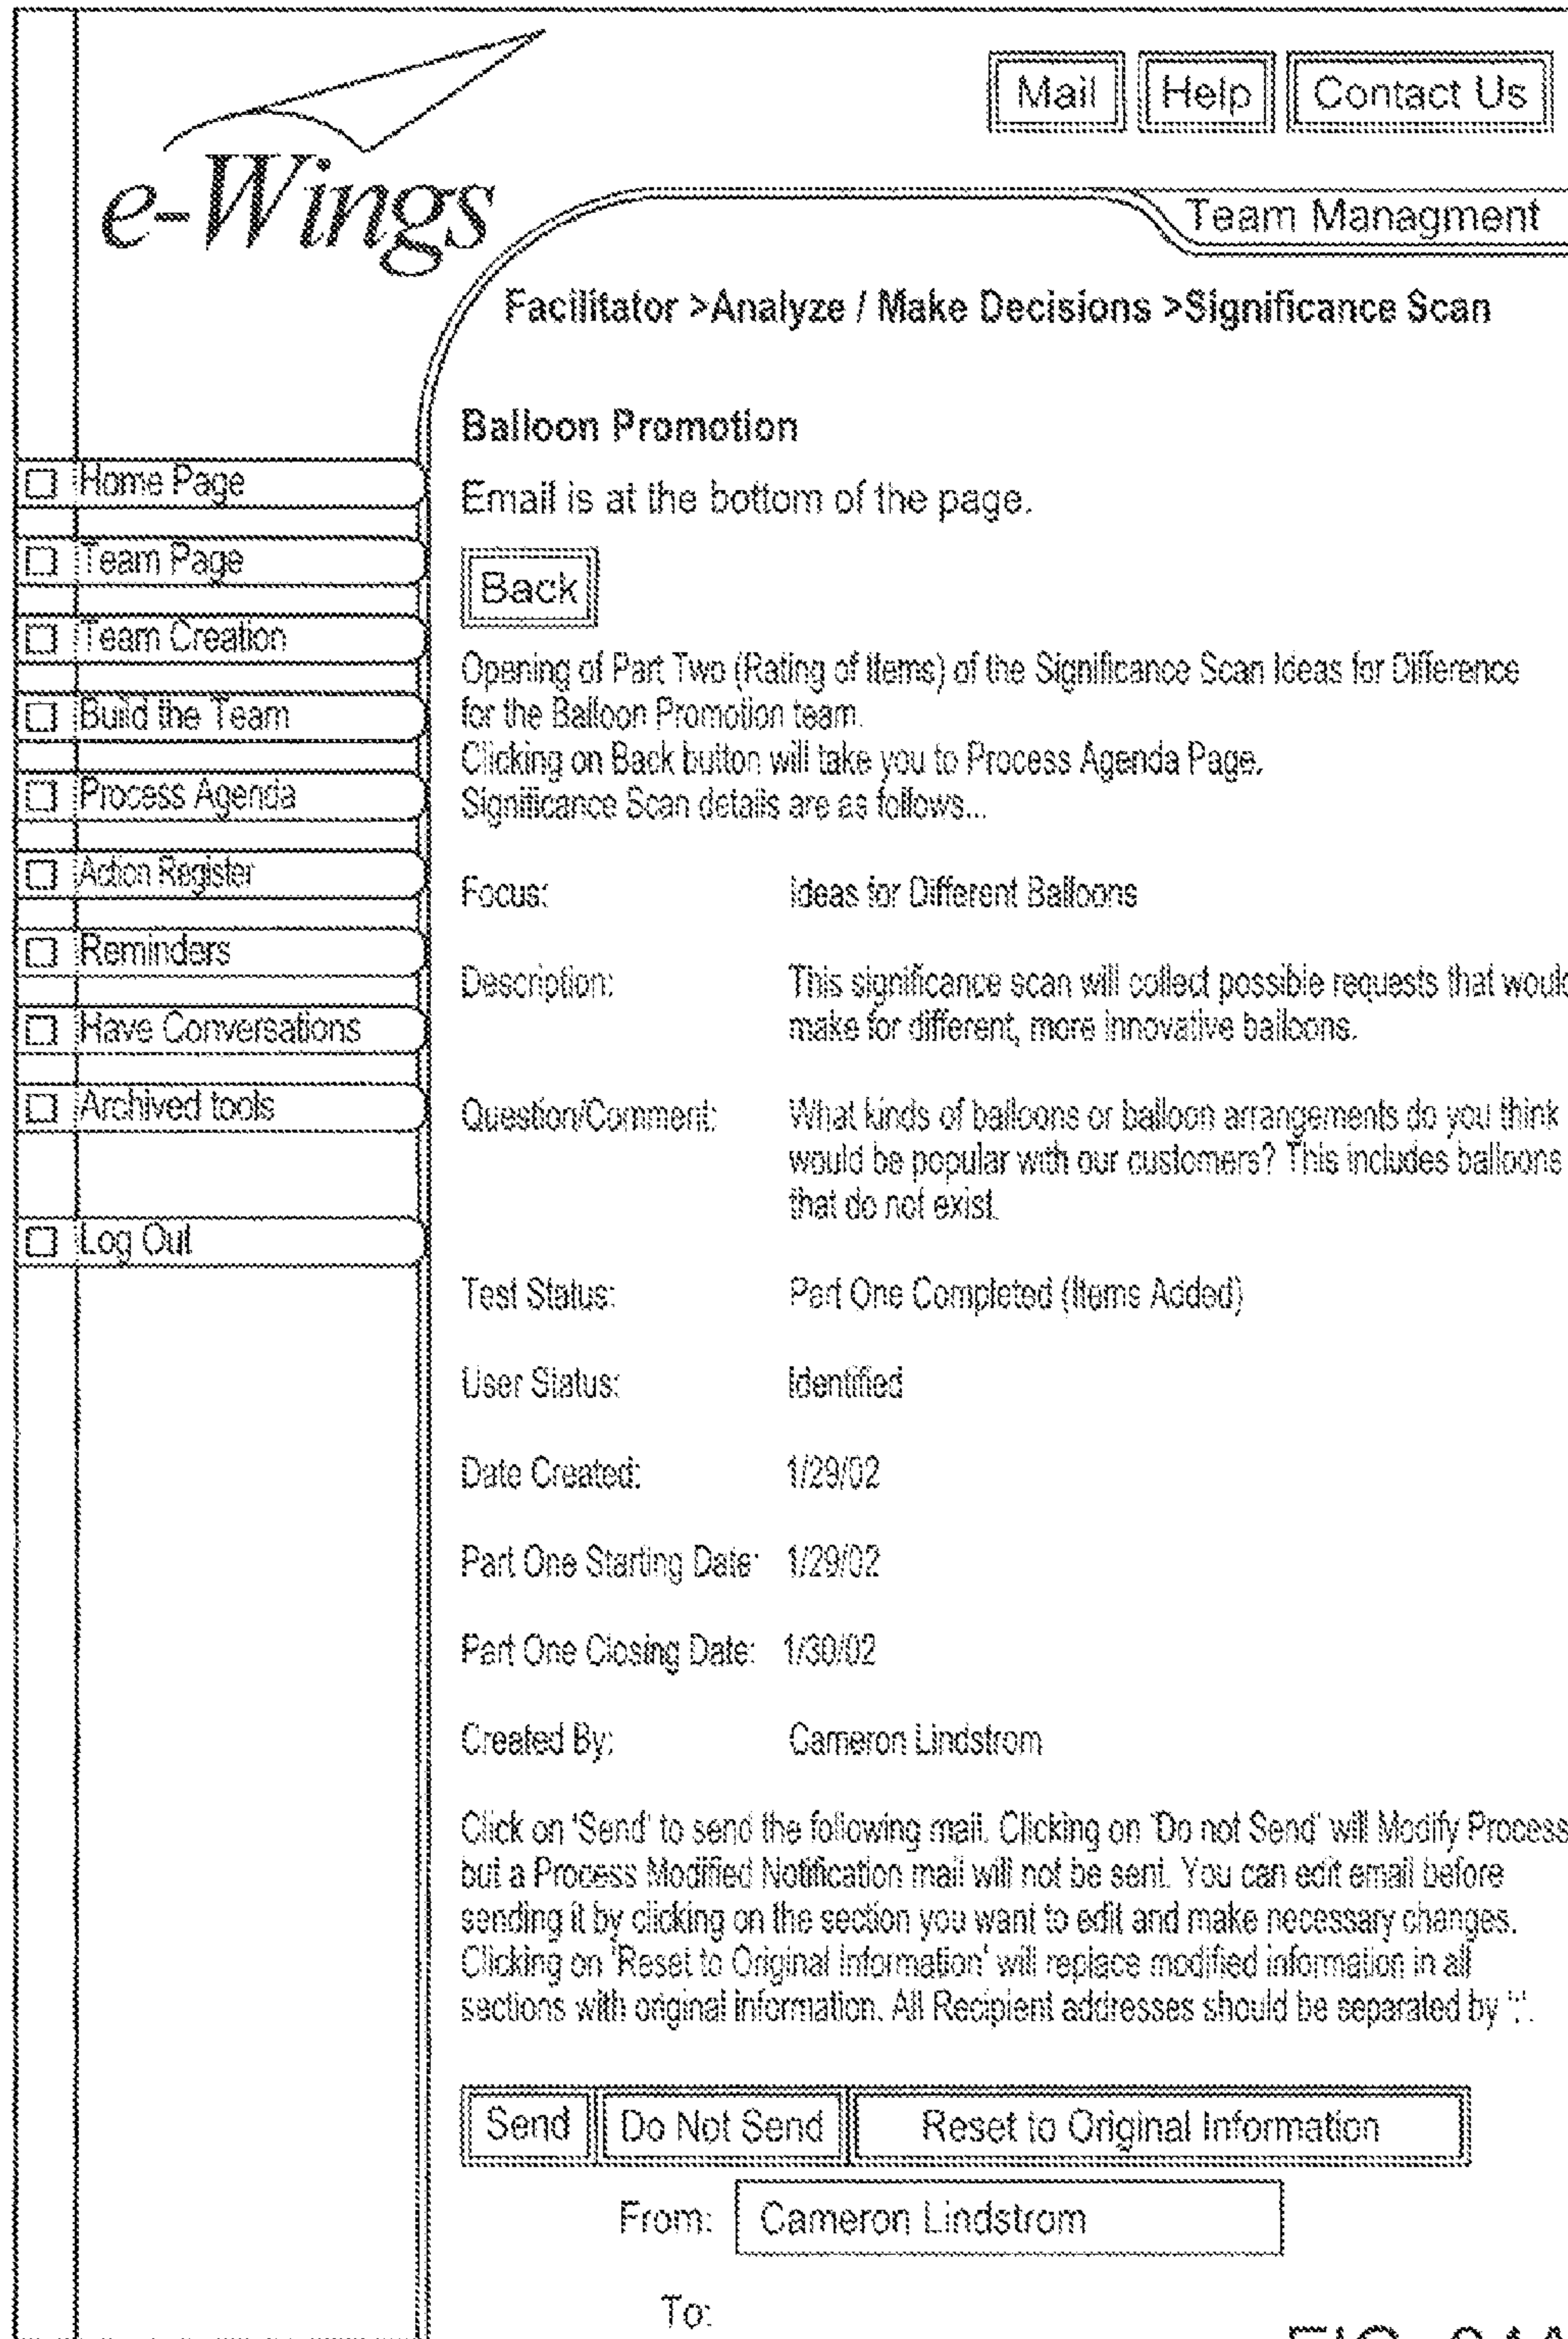 Mail Help Contact Us
e-Wings
Team Managment
Facilitator >Analyze / Make Decisions >Significance Scan
Balloon Promotion
Home Page
Email is at the bottom of the page.
Team Page
Back
Team Creation
Opening of Part Two (Rating of Items) of the Significance Scan Ideas for Difference
Build the Team
for the Balloon Promotion team.
Clicking on Back button will take you to Process Agenda Page.
Process Agenda
Significance Scan details are as follows...
Action Register
Focus: Ideas for Different Balloons
Reminders
Description: This significance scan will collect possible requests that would
Have Conversations
make for different, more innovative balloons.
Archived tools
Question/Comment: What kinds of balloons or balloon arrangements do you think
would be popular with our customers? This includes balloons
that do not exist.
Log Out
Test Status: Part One Completed (Items Added)
User Status: Identified
Date Created: 1/29/02
Part One Starting Date: 1/29/02
Part One Closing Date: 1/30/02
Created By: Cameron Lindstrom
Click on 'Send' to send the following mail. Clicking on 'Do not Send' will Modify Process
but a Process Modified Notification mail will not be sent. You can edit email before
sending it by clicking on the section you want to edit and make necessary changes.
Clicking on 'Reset to Original Information' will replace modified information in all
sections with original information. All Recipient addresses should be separated by ';'.
Send Do Not Send Reset to Original Information
From: Cameron Lindstrom
To: